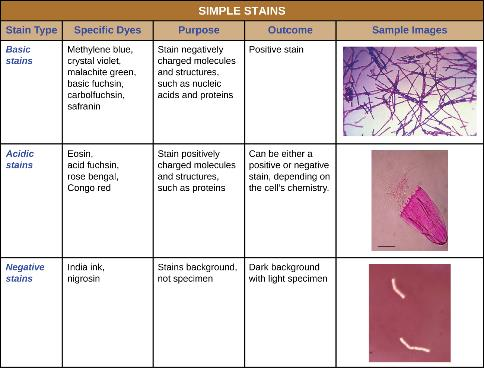 SIMPLE STAINS
Stain Type Specific Dyes Purpose Outcome Sample Images
Basic
stains
Methylene blue,
crystal violet,
malachite green,
basic fuchsin,
carbolfuchsin,
safranin
Stain negatively
charged molecules
and structures,
such as nucleic
acids and proteins
Positive stain
Acidic
stains
Eosin,
acid fuchsin,
rose bengal,
Congo red
Stain positively
charged molecules
and structures,
such as proteins
Can be either a
positive or negative
stain, depending on
the cell's chemistry.
Negative
stains
India ink,
nigrosin
Stains background,
not specimen
Dark background
with light specimen